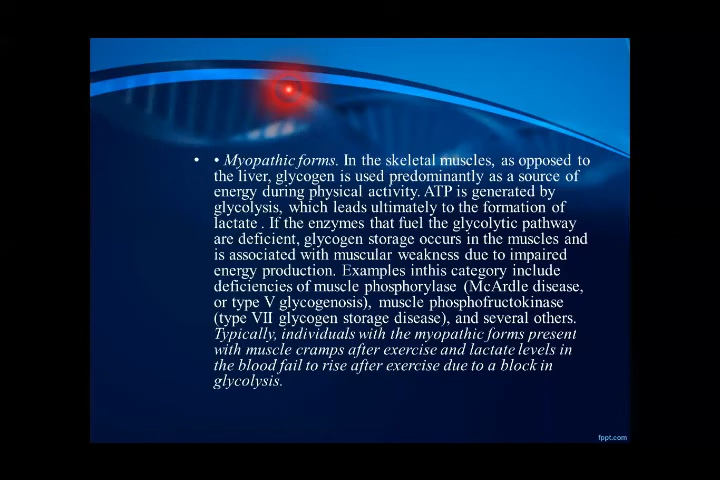 • • Myopathic forms. In the skeletal muscles, as opposed to
the liver, glycogen is used predominantly as a source of
energy during physical activity. ATP is generated by
glycolysis, which leads ultimately to the formation of
lactate . If the enzymes that fuel the glycolytic pathway
are deficient, glycogen storage occurs in the muscles and
is associated with muscular weakness due to impaired
energy production. Examples inthis category include
deficiencies of muscle phosphorylase (McArdle disease,
or type V glycogenosis), muscle phosphofructokinase
(type VII glycogen storage disease), and several others.
Typically, individuals with the myopathic forms present
with muscle cramps after exercise and lactate levels in
the blood fail to rise after exercise due to a block in
glycolysis.
fppt.com